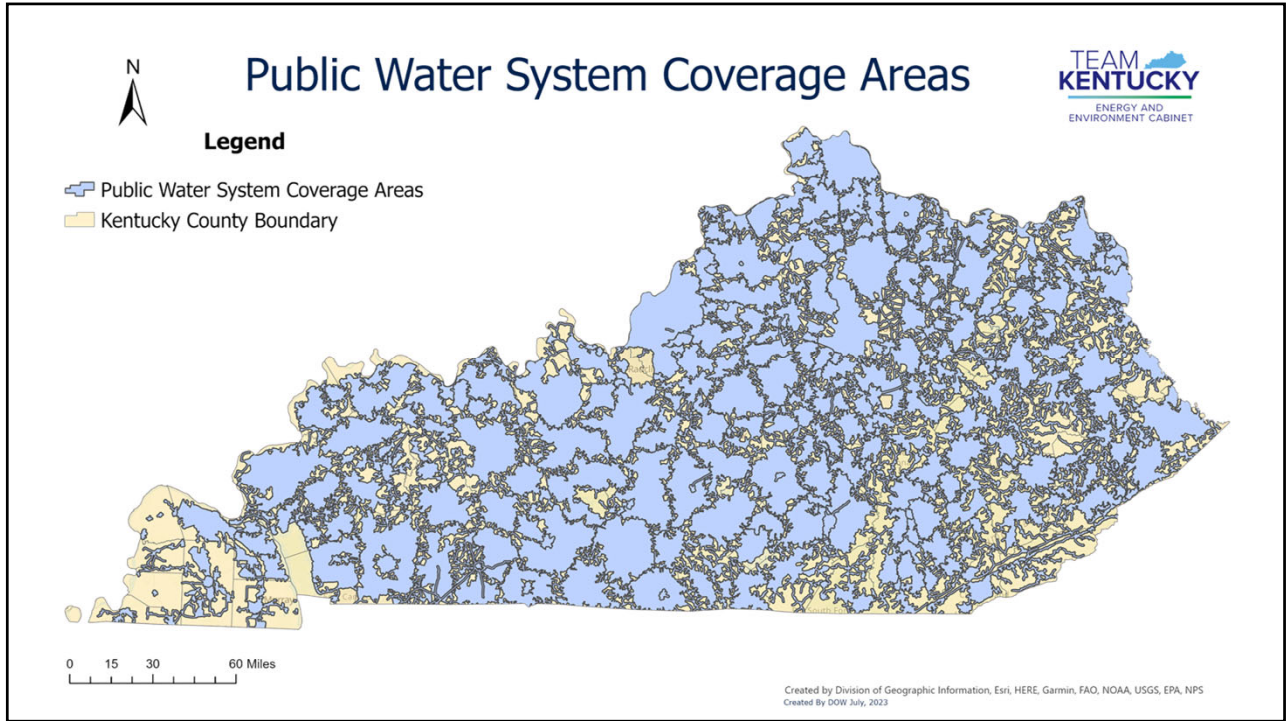 N
Public Water System Coverage Areas
TEAM
KENTUCKY
ENERGY AND
ENVIRONMENT CABINET
Legend
Public Water System Coverage Areas
Kentucky County Boundary
0 15 30 60 Miles
Created by Division of Geographic Information, Esri, HERE, Garmin, FAO, NOAA, USGS, EPA, NPS
Created By DOW July, 2023